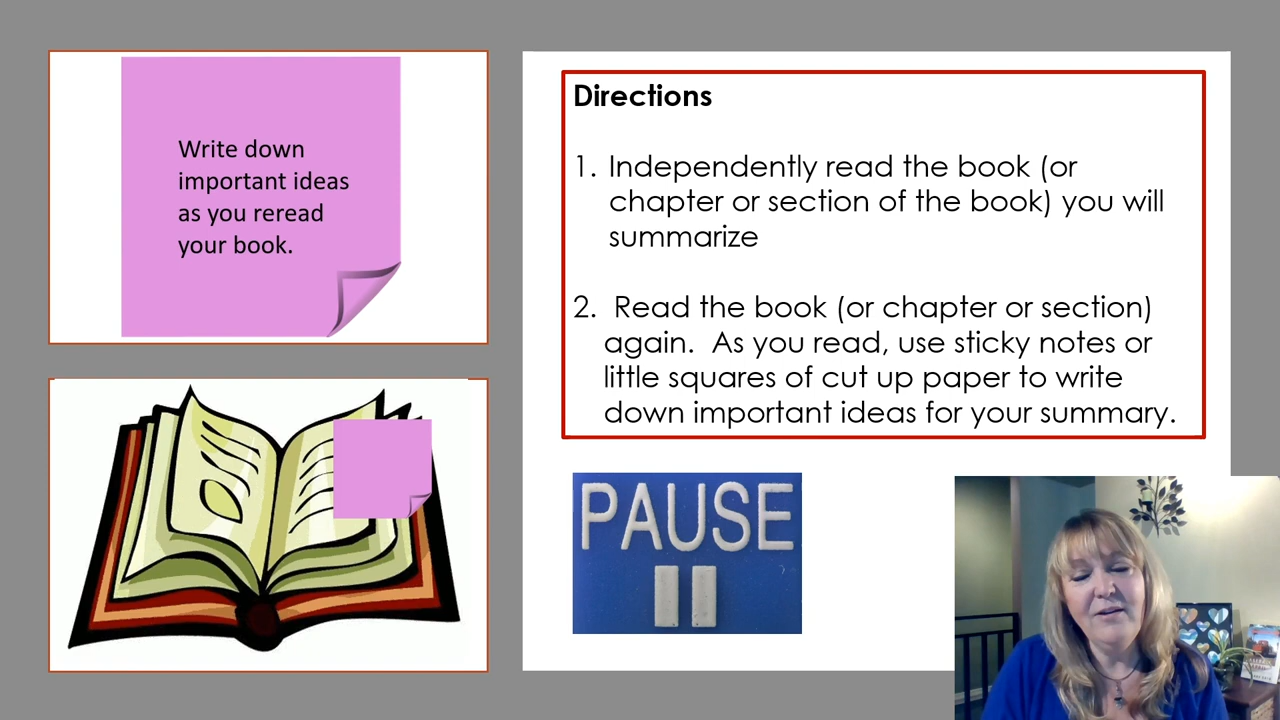 Write down
important ideas
as you reread
your book.
Directions
1. Independently read the book (or
chapter or section of the book) you will
summarize
2. Read the book (or chapter or section)
again. As you read, use sticky notes or
little squares of cut up paper to write
down important ideas for your summary.
PAUSE